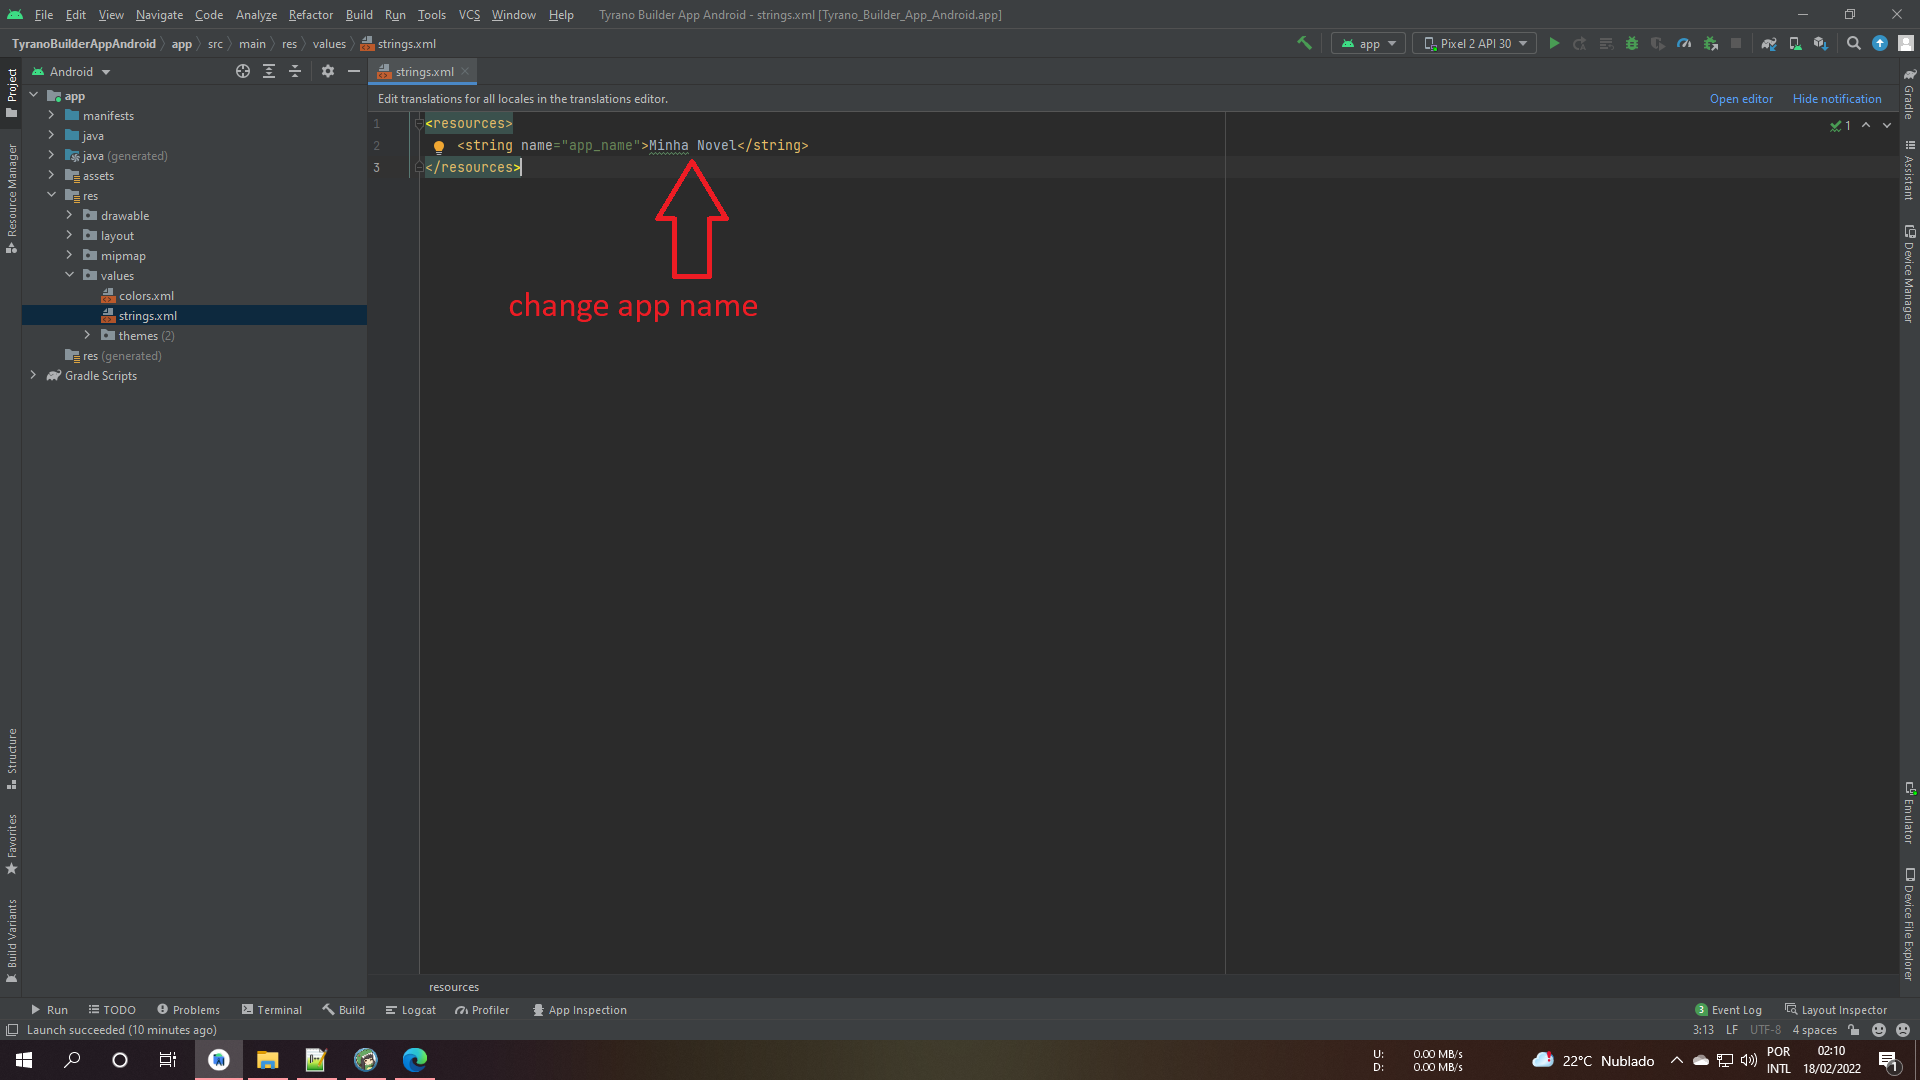 File Edit View Navigate Code Analyze Refactor Build Run Tools VCS Window Help Tyrano Builder App Android - strings.xml [Tyrano_Builder_App_Android.app]
TyranoBuilderAppAndroid app src main res values strings.xml app Pixel 2 API 30
Project
Android
strings.xml
Gradle
app
manifests
java
java (generated)
assets
res
drawable
layout
mipmap
values
colors.xml
strings.xml
themes (2)
res (generated)
Gradle Scripts
Resource Manager
Edit translations for all locales in the translations editor. Open editor Hide notification
1 <resources>
2 <string name="app_name">Minha Novel</string>
3 </resources>
1
change app name
Assistant
Device Manager
Structure
Favorites
Build Variants
Emulator
Device File Explorer
resources
Run TODO Problems Terminal Build Logcat Profiler App Inspection 3 Event Log Layout Inspector
Launch succeeded (10 minutes ago) 3:13 LF UTF-8 4 spaces
U: 0.00 MB/s
D: 0.00 MB/s
22°C Nublado
POR
INTL
02:10
18/02/2022
1